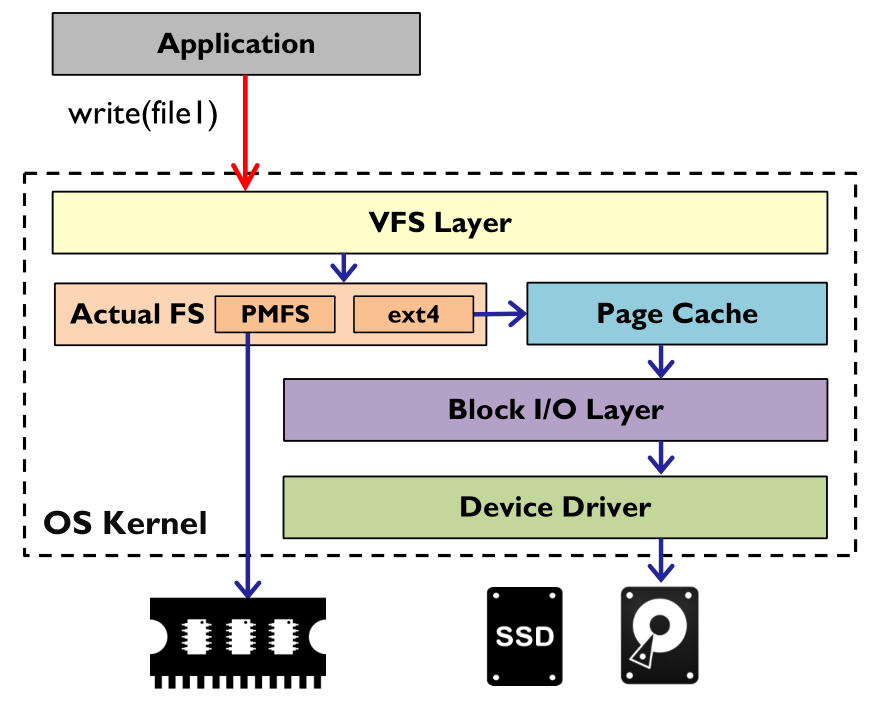 Application
write(file1)
VFS Layer
Actual FS
PMFS
ext4
Page Cache
Block I/O Layer
Device Driver
OS Kernel
SSD